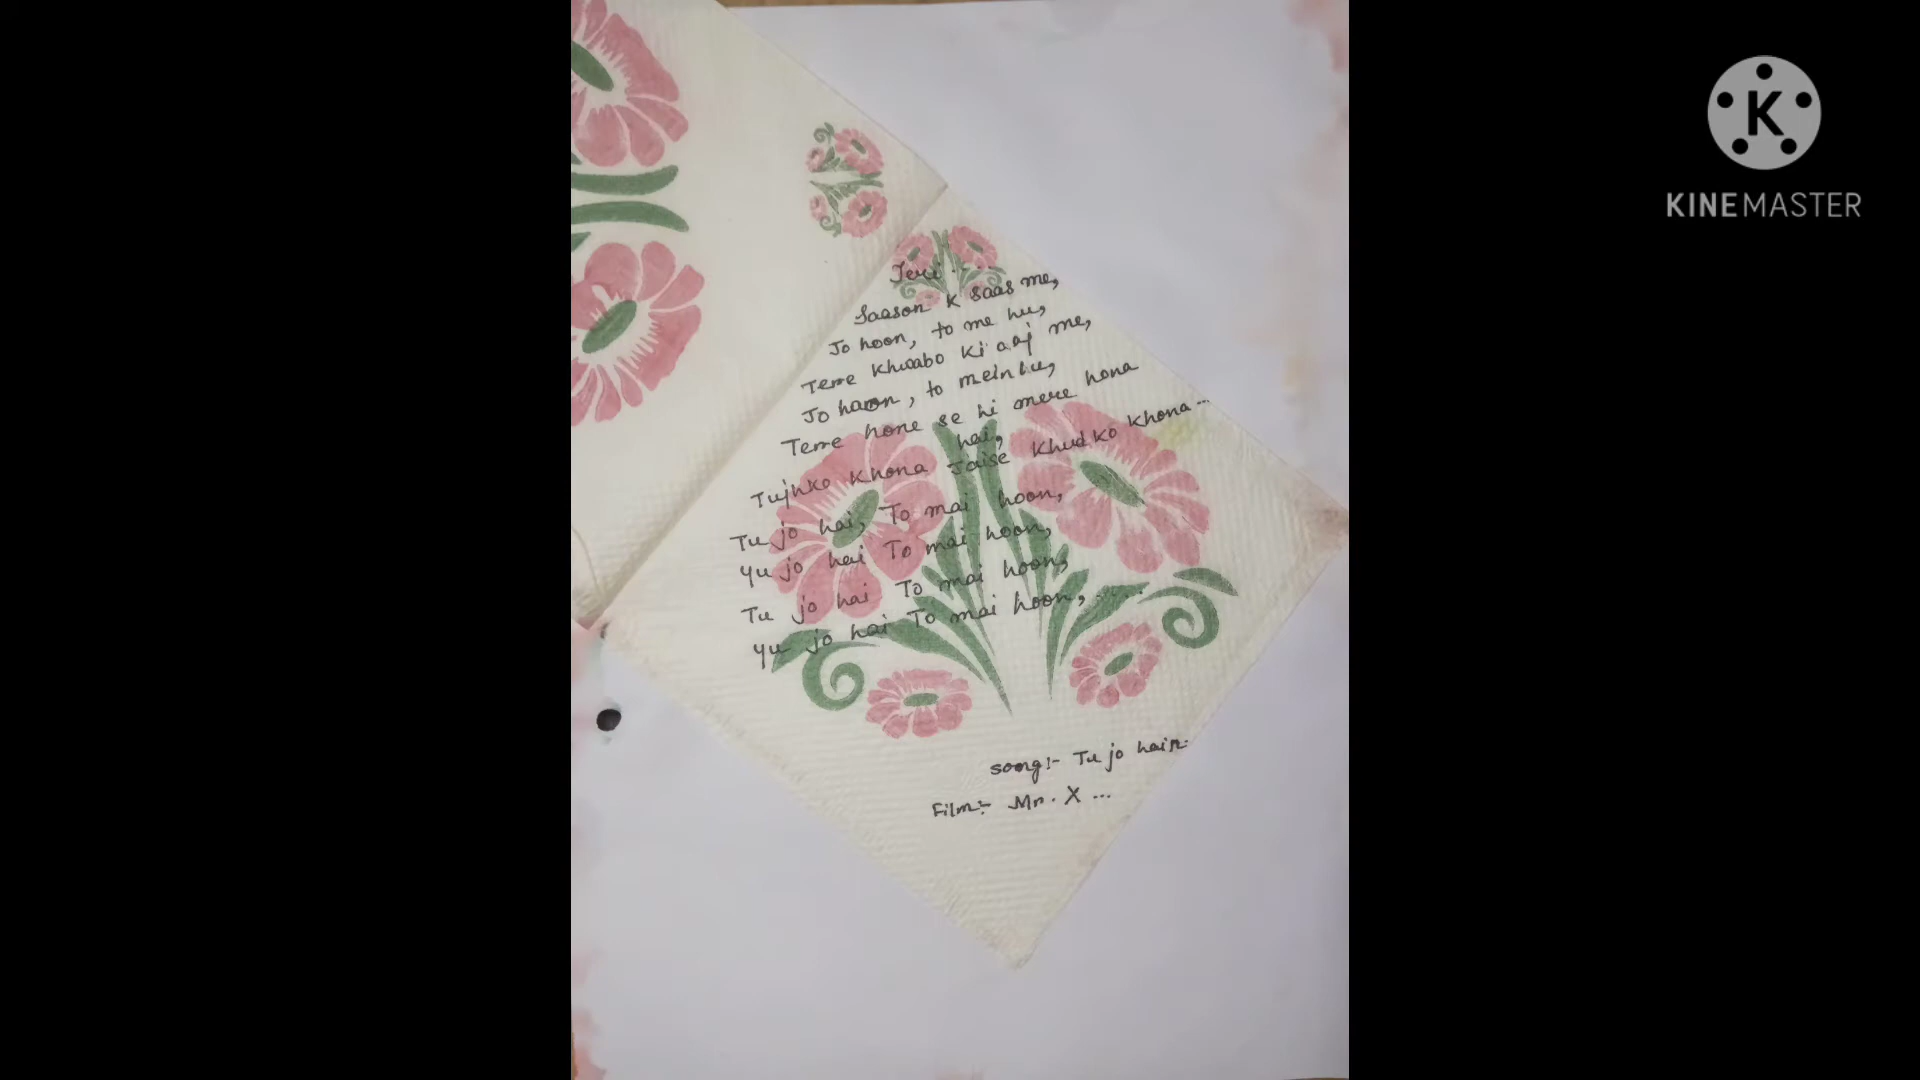 Teri...
Saason K saas me,
Jo hoon, to me hu,
Tere Khwabo Ki aaj me,
Jo hoon, to mein hu,
Tere hone se hi mere hona
hai,
Tujhko Khona Jaise Khud ko Khona...
Tu jo hai, To mai hoon,
Yu jo hai To mai hoon,
Tu jo hai To mai hoon,
Yu jo hai To mai hoon, ....
Song:- Tu jo hain.
Film:- Mr. X ...
K
KINEMASTER